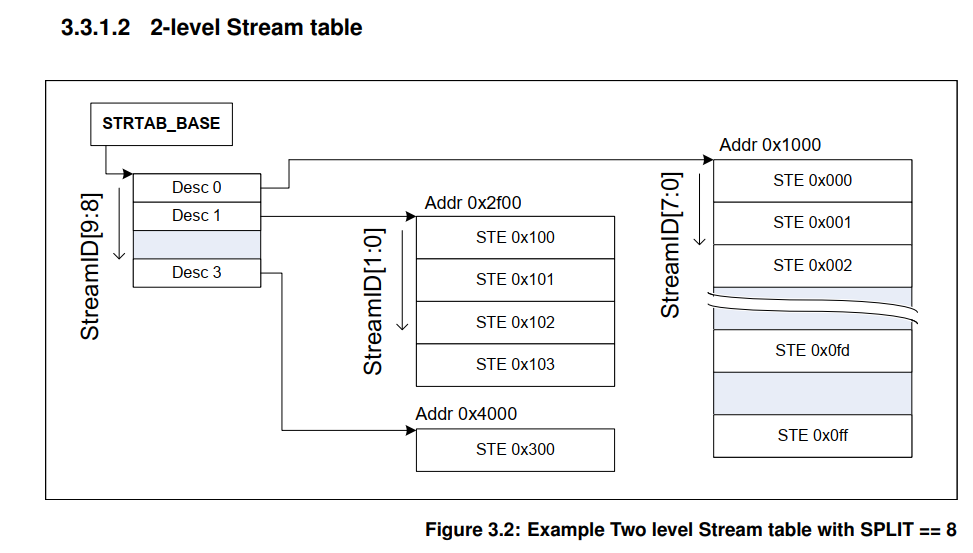 3.3.1.2 2-level Stream table
STRTAB_BASE
StreamID[9:8]
Desc 0
Desc 1
Desc 3
Addr 0x2f00
StreamID[1:0]
STE 0x100
STE 0x101
STE 0x102
STE 0x103
Addr 0x4000
STE 0x300
Addr 0x1000
StreamID[7:0]
STE 0x000
STE 0x001
STE 0x002
STE 0x0fd
STE 0x0ff
Figure 3.2: Example Two level Stream table with SPLIT == 8